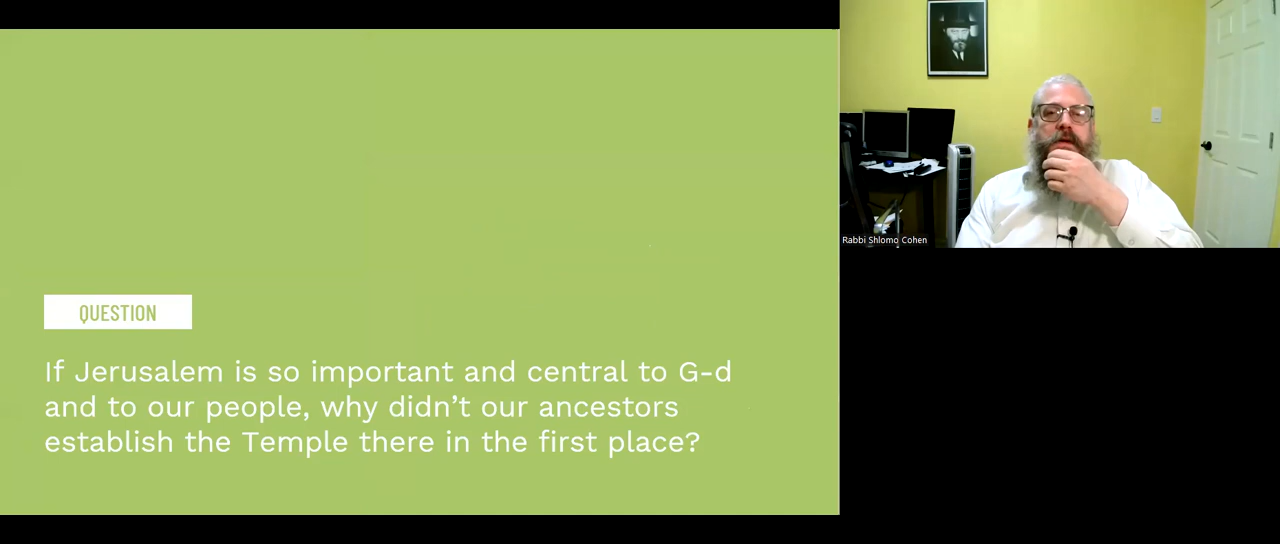 QUESTION
If Jerusalem is so important and central to G-d
and to our people, why didn’t our ancestors
establish the Temple there in the first place?
Rabbi Shlomo Cohen